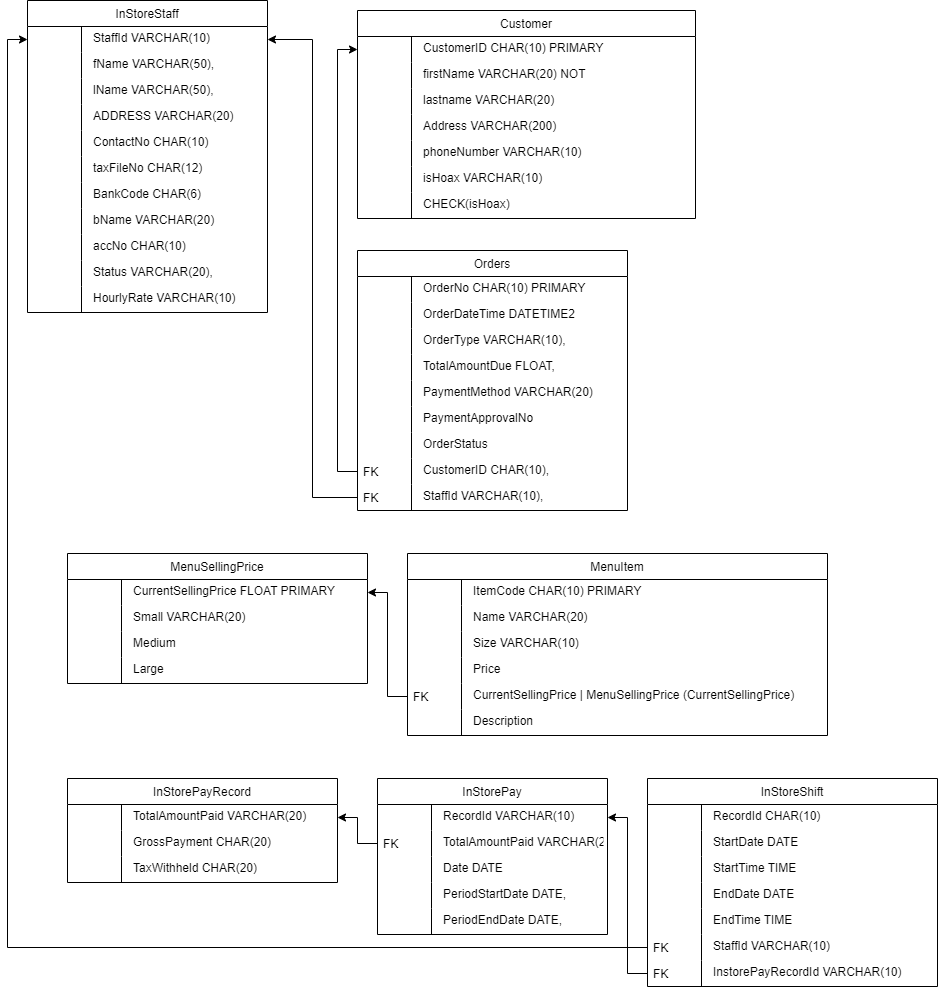 InStoreStaff
StaffId VARCHAR(10)
fName VARCHAR(50),
lName VARCHAR(50),
ADDRESS VARCHAR(20)
ContactNo CHAR(10)
taxFileNo CHAR(12)
BankCode CHAR(6)
bName VARCHAR(20)
accNo CHAR(10)
Status VARCHAR(20),
HourlyRate VARCHAR(10)
Customer
CustomerID CHAR(10) PRIMARY
firstName VARCHAR(20) NOT
lastname VARCHAR(20)
Address VARCHAR(200)
phoneNumber VARCHAR(10)
isHoax VARCHAR(10)
CHECK(isHoax)
Orders
OrderNo CHAR(10) PRIMARY
OrderDateTime DATETIME2
OrderType VARCHAR(10),
TotalAmountDue FLOAT,
PaymentMethod VARCHAR(20)
PaymentApprovalNo
OrderStatus
FK CustomerID CHAR(10),
FK StaffId VARCHAR(10),
MenuSellingPrice
CurrentSellingPrice FLOAT PRIMARY
Small VARCHAR(20)
Medium
Large
MenuItem
ItemCode CHAR(10) PRIMARY
Name VARCHAR(20)
Size VARCHAR(10)
Price
FK CurrentSellingPrice | MenuSellingPrice (CurrentSellingPrice)
Description
InStorePayRecord
TotalAmountPaid VARCHAR(20)
GrossPayment CHAR(20)
TaxWithheld CHAR(20)
InStorePay
RecordId VARCHAR(10)
FK TotalAmountPaid VARCHAR(2
Date DATE
PeriodStartDate DATE,
PeriodEndDate DATE,
InStoreShift
RecordId CHAR(10)
StartDate DATE
StartTime TIME
EndDate DATE
EndTime TIME
FK StaffId VARCHAR(10)
FK InstorePayRecordId VARCHAR(10)